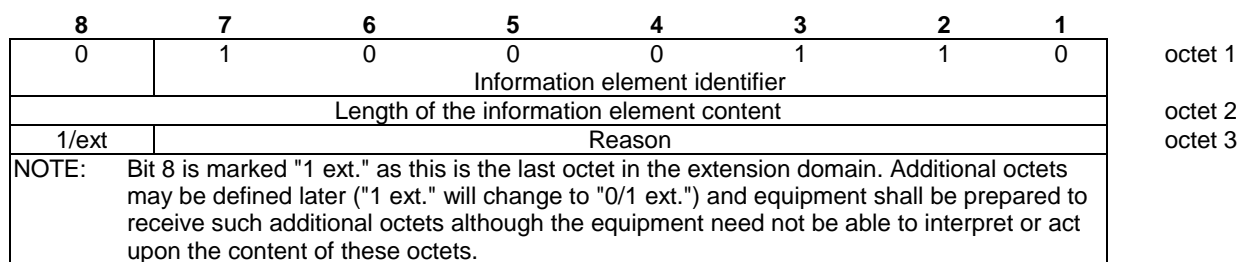 8 7 6 5 4 3 2 1
0 1 0 0 0 1 1 0 octet 1
Information element identifier
Length of the information element content octet 2
1/ext Reason octet 3
NOTE: Bit 8 is marked "1 ext." as this is the last octet in the extension domain. Additional octets
may be defined later ("1 ext." will change to "0/1 ext.") and equipment shall be prepared to
receive such additional octets although the equipment need not be able to interpret or act
upon the content of these octets.